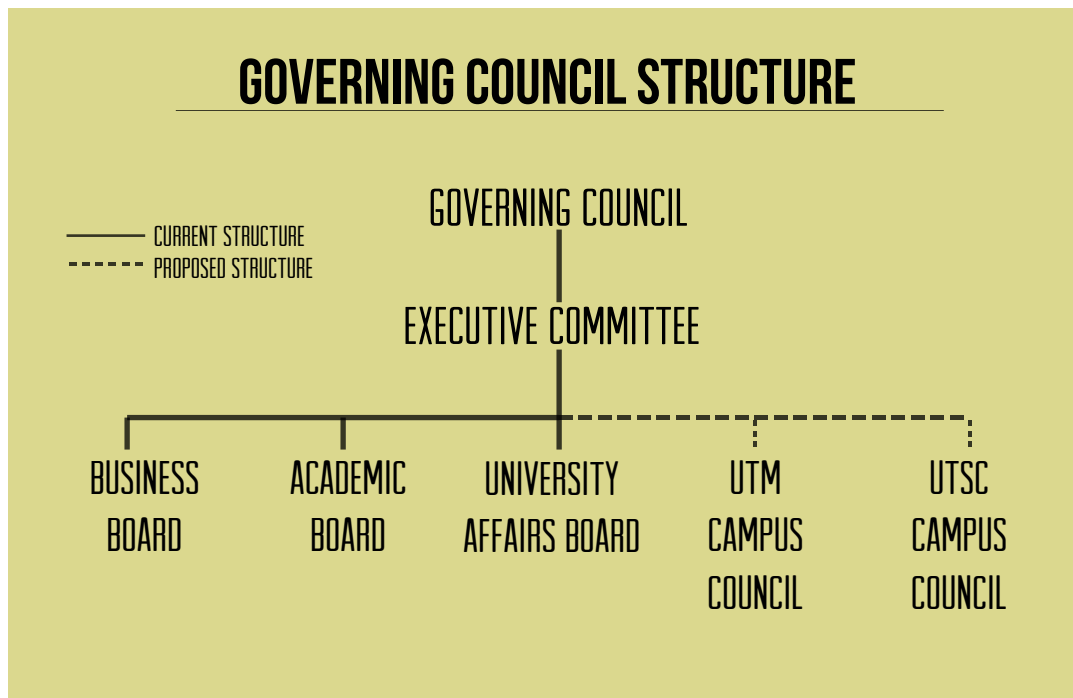 GOVERNING COUNCIL STRUCTURE
GOVERNING COUNCIL
CURRENT STRUCTURE
PROPOSED STRUCTURE
EXECUTIVE COMMITTEE
BUSINESS
BOARD
ACADEMIC
BOARD
UNIVERSITY
AFFAIRS BOARD
UTM
CAMPUS
COUNCIL
UTSC
CAMPUS
COUNCIL